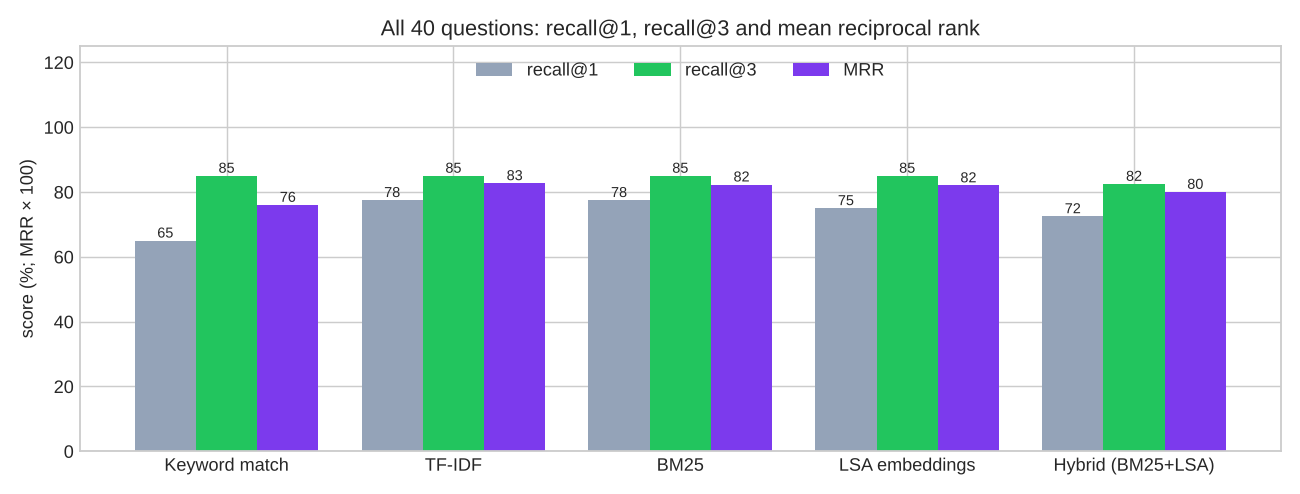 All 40 questions: recall@1, recall@3 and mean reciprocal rank
recall@1 recall@3 MRR
score (%; MRR × 100)
120
100
80
60
40
20
0
65 85 76
78 85 83
78 85 82
75 85 82
72 82 80
Keyword match TF-IDF BM25 LSA embeddings Hybrid (BM25+LSA)